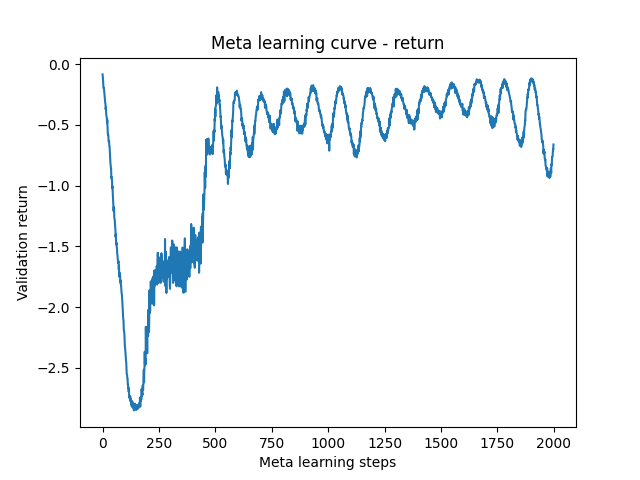 Meta learning curve - return
Validation return
0.0
−0.5
−1.0
−1.5
−2.0
−2.5
0 250 500 750 1000 1250 1500 1750 2000
Meta learning steps